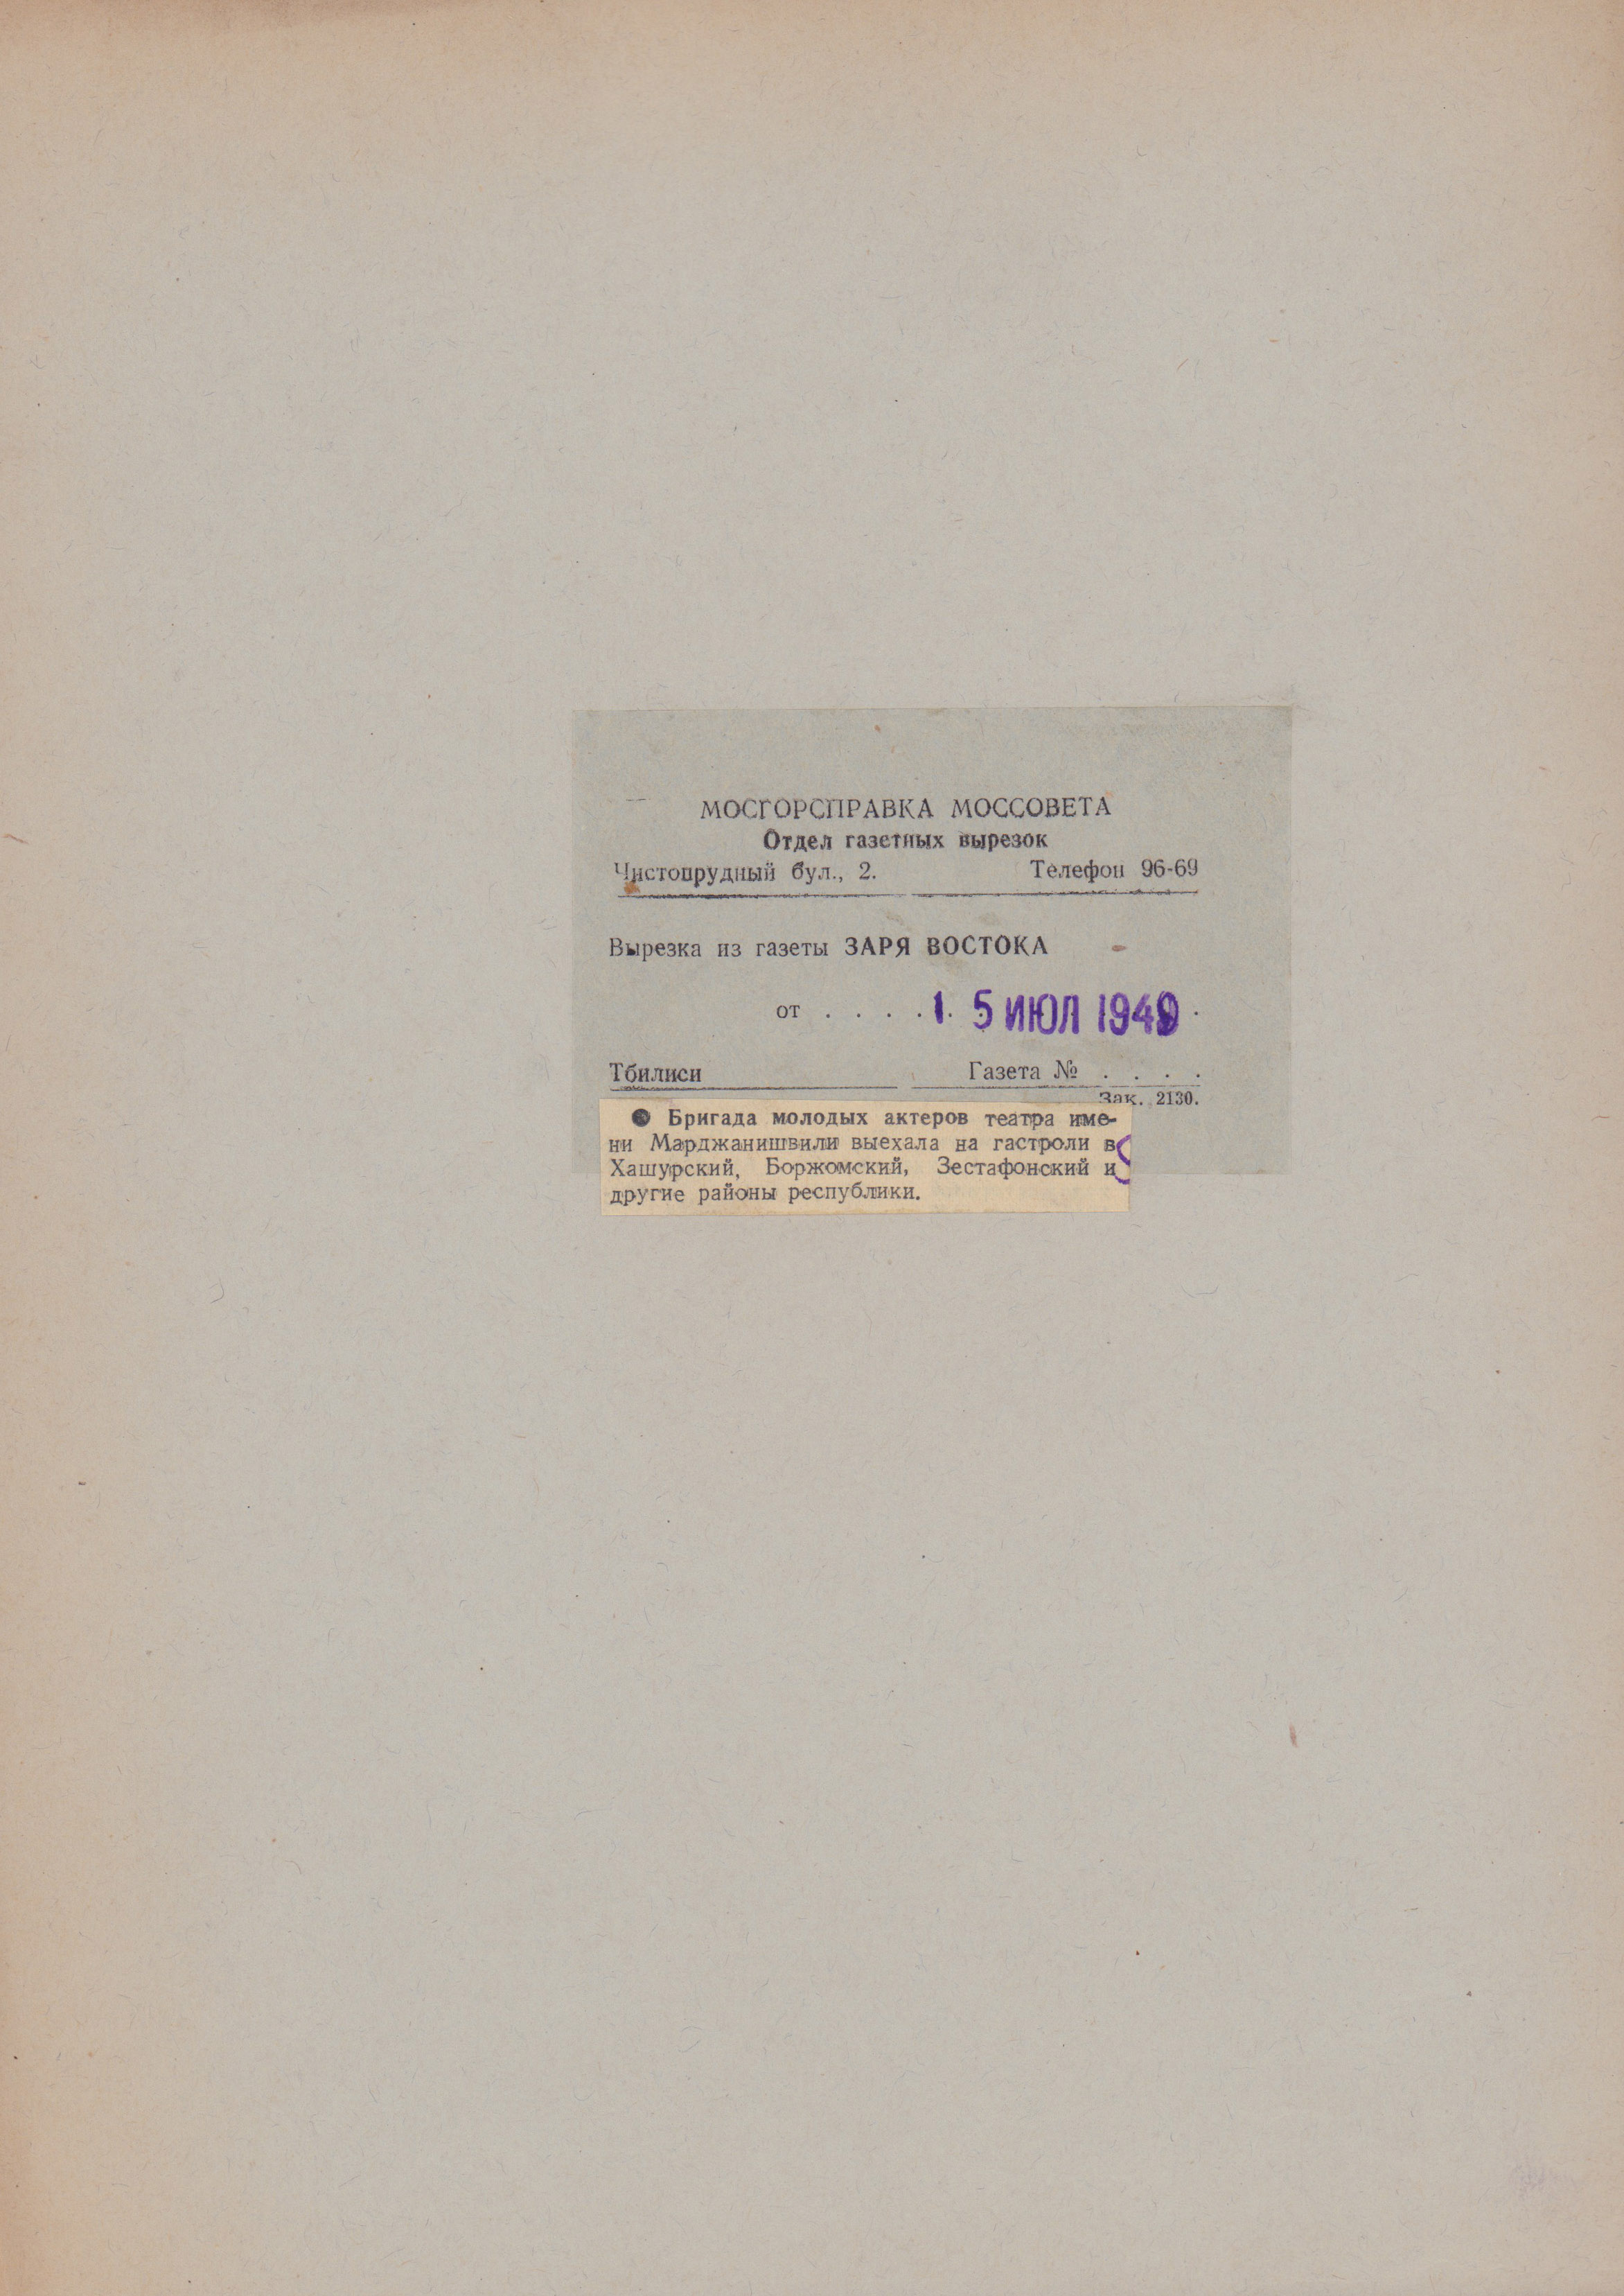 МОСГОРСПРАВКА МОССОВЕТА
Отдел газетных вырезок
Чистопрудный бул., 2. Телефон 96-69
Вырезка из газеты ЗАРЯ ВОСТОКА
от . . . . 1 5 ИЮЛ 1949 .
Тбилиси Газета № . . . .
Зак. 2130.
● Бригада молодых актеров театра име-
ни Марджанишвили выехала на гастроли в
Хашурский, Боржомский, Зестафонский и
другие районы республики.